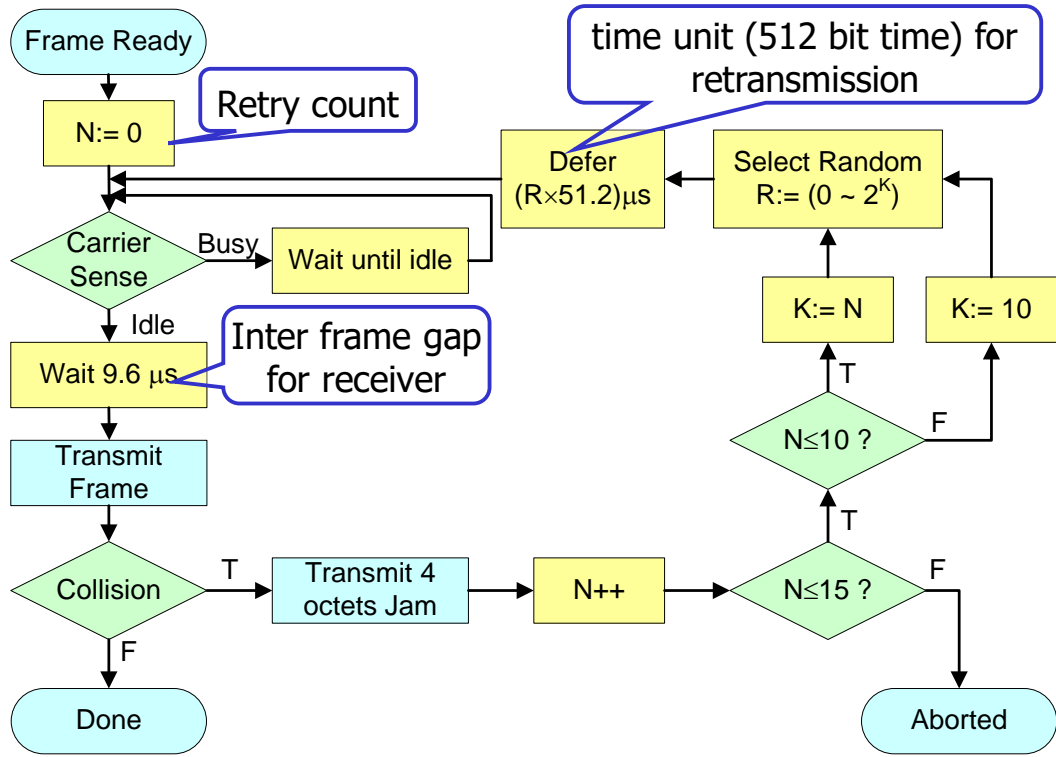 Frame Ready
time unit (512 bit time) for
retransmission
Retry count
N:= 0
Defer
(R×51.2)μs
Select Random
R:= (0 ~ 2^K)
Carrier
Sense
Busy
Wait until idle
K:= N
K:= 10
Idle
Inter frame gap
for receiver
Wait 9.6 μs
T
F
N≤10 ?
Transmit
Frame
T
Collision
T
Transmit 4
octets Jam
N++
N≤15 ?
F
F
Done
Aborted